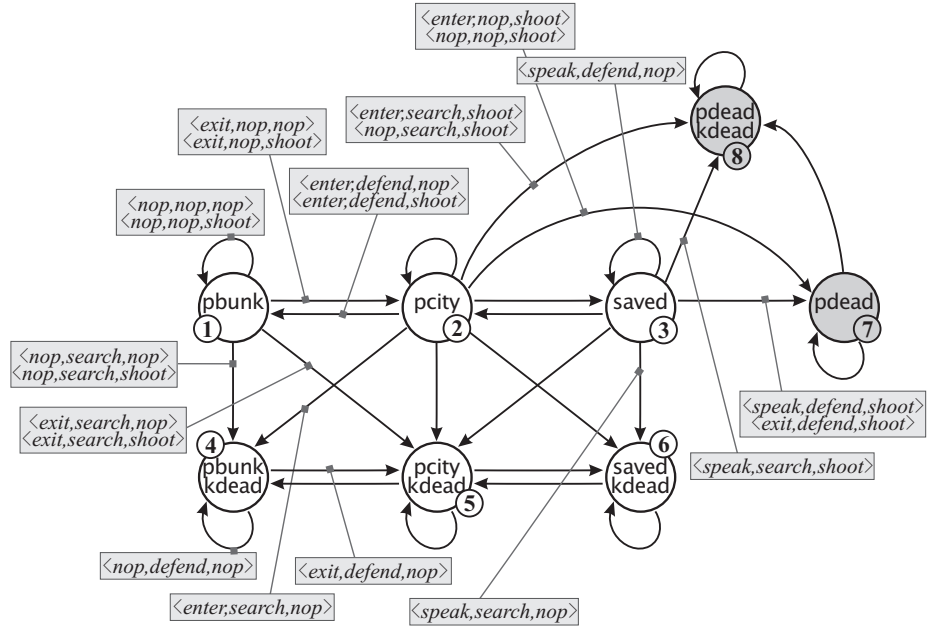 <enter,nop,shoot>
<nop,nop,shoot>
<speak,defend,nop>
<enter,search,shoot>
<nop,search,shoot>
<exit,nop,nop>
<exit,nop,shoot>
<enter,defend,nop>
<enter,defend,shoot>
<nop,nop,nop>
<nop,nop,shoot>
pdead
kdead
8
pbunk
1
pcity
2
saved
3
pdead
7
<nop,search,nop>
<nop,search,shoot>
<exit,search,nop>
<exit,search,shoot>
<speak,defend,shoot>
<exit,defend,shoot>
<speak,search,shoot>
4
pbunk
kdead
pcity
kdead
5
6
saved
kdead
<nop,defend,nop>
<exit,defend,nop>
<enter,search,nop>
<speak,search,nop>